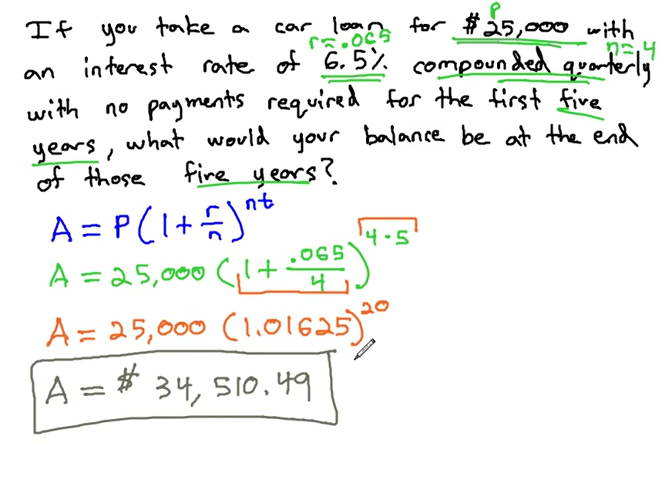 If you take a car loan for $25,000 with
P
r=.065
n=4
an interest rate of 6.5% compounded quarterly
with no payments required for the first five
years, what would your balance be at the end
of those five years?
A = P(1+r/n)^nt
A = 25,000 (1+.065/4)^4·5
A = 25,000 (1.01625)^20
A = $ 34,510.49